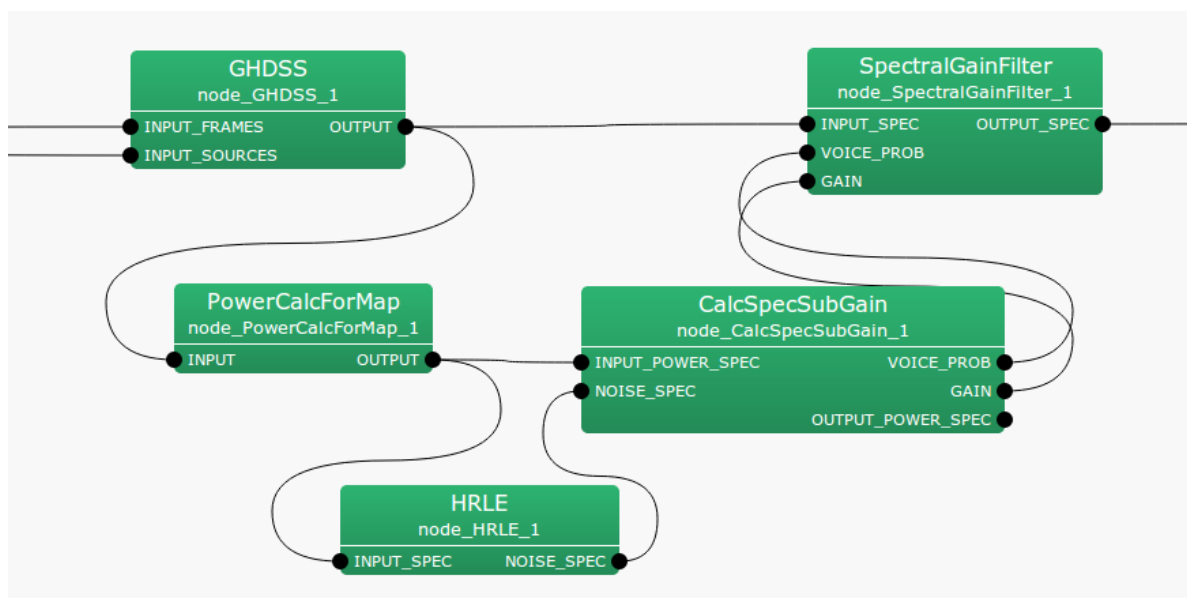 GHDSS
node_GHDSS_1
INPUT_FRAMES OUTPUT
INPUT_SOURCES
SpectralGainFilter
node_SpectralGainFilter_1
INPUT_SPEC OUTPUT_SPEC
VOICE_PROB
GAIN
PowerCalcForMap
node_PowerCalcForMap_1
INPUT OUTPUT
CalcSpecSubGain
node_CalcSpecSubGain_1
INPUT_POWER_SPEC VOICE_PROB
NOISE_SPEC GAIN
OUTPUT_POWER_SPEC
HRLE
node_HRLE_1
INPUT_SPEC NOISE_SPEC